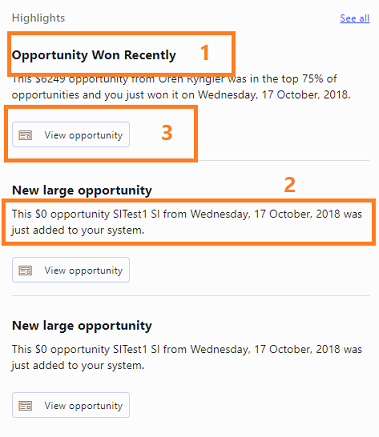 Highlights See all
Opportunity Won Recently 1
This $6249 opportunity from Oren Ryngler was in the top 75% of
opportunities and you just won it on Wednesday, 17 October, 2018.
View opportunity 3
New large opportunity 2
This $0 opportunity SITest1 SI from Wednesday, 17 October, 2018 was
just added to your system.
View opportunity
New large opportunity
This $0 opportunity SITest1 SI from Wednesday, 17 October, 2018 was
just added to your system.
View opportunity